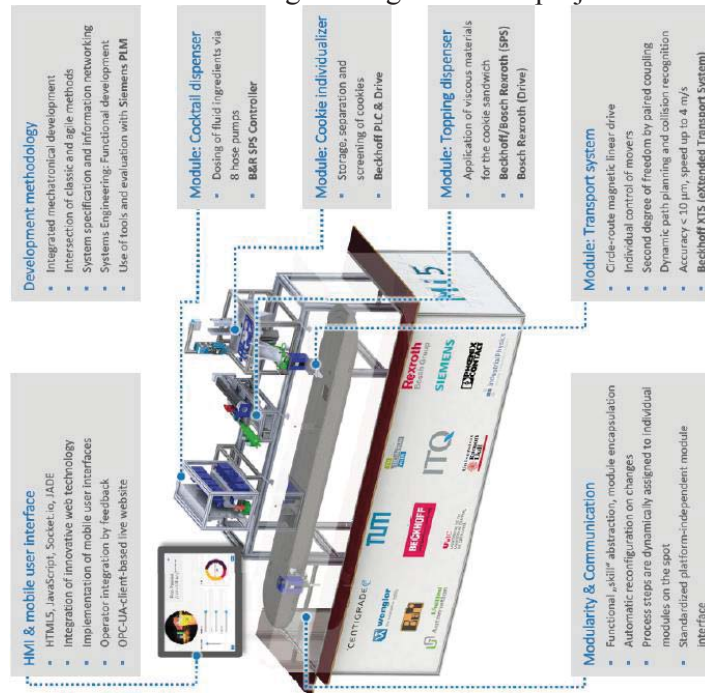 HMI & mobile user interface
HTML5, JavaScript, Socket.io, JADE
Integration of innovative web technology
Implementation of mobile user interfaces
Operator integration by feedback
OPC-UA-client-based live website
Development methodology
Integrated mechatronical development
Intersection of classic and agile methods
System specification and information networking
Systems Engineering: Functional development
Use of tools and evaluation with Siemens PLM
Module: Cocktail dispenser
Dosing of fluid ingredients via
8 hose pumps
B&R SPS Controller
Module: Cookie individualizer
Storage, separation and
screening of cookies
Beckhoff PLC & Drive
Module: Topping dispenser
Application of viscous materials
for the cookie sandwich
Beckhoff/Bosch Rexroth (SPS)
Bosch Rexroth (Drive)
CENTIGRADE
wengler
TUM
BECKHOFF
ITQ
Rexroth
Bosch Group
SIEMENS
PHOENIX CONTACT
Modularity & Communication
Functional „skill“ abstraction, module encapsulation
Automatic reconfiguration on changes
Process steps are dynamically assigned to individual
modules on the spot
Standardized platform-independent module
interface
Module: Transport system
Circle-route magnetic linear drive
Individual control of movers
Second degree of freedom by paired coupling
Dynamic path planning and collision recognition
Accuracy < 10 µm, speed up to 4 m/s
Beckhoff XTS (eXtended Transport System)